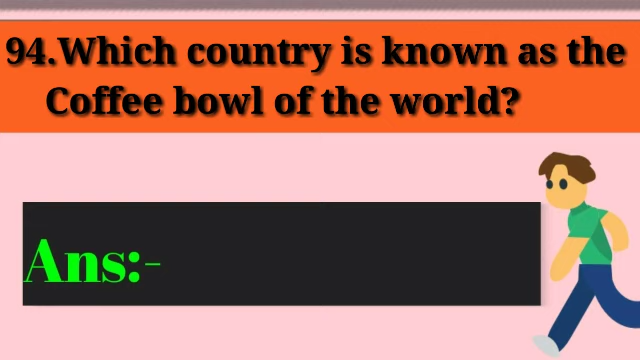 94.Which country is known as the
Coffee bowl of the world?
Ans:-